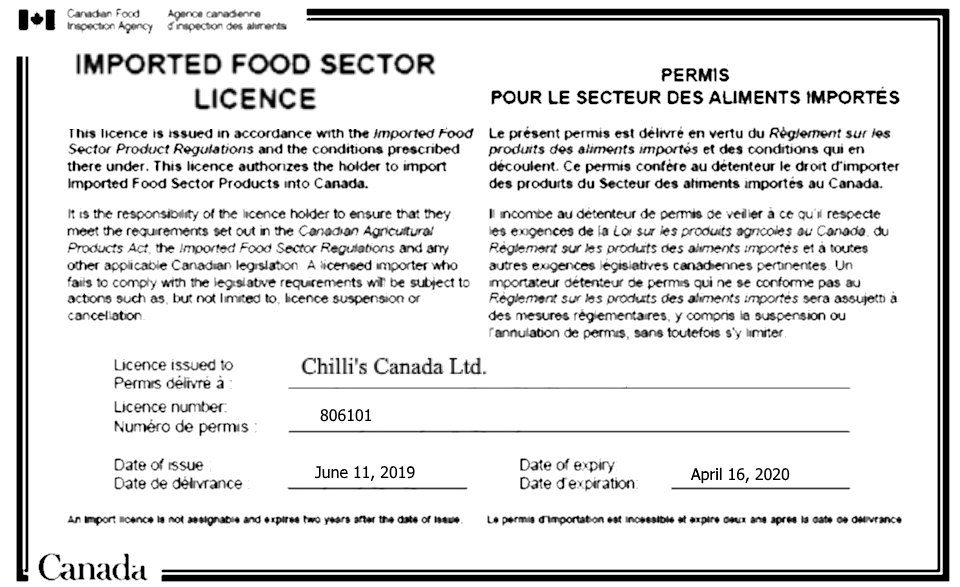 Canadian Food Agence canadienne
Inspection Agency d'inspection des aliments
IMPORTED FOOD SECTOR
LICENCE
This licence is issued in accordance with the Imported Food
Sector Product Regulations and the conditions prescribed
there under. This licence authorizes the holder to import
Imported Food Sector Products into Canada.
It is the responsibility of the licence holder to ensure that they
meet the requirements set out in the Canadian Agricultural
Products Act, the Imported Food Sector Regulations and any
other applicable Canadian legislation. A licensed importer who
fails to comply with the legislative requirements will be subject to
actions such as, but not limited to, licence suspension or
cancellation.
PERMIS
POUR LE SECTEUR DES ALIMENTS IMPORTÉS
Le présent permis est délivré en vertu du Règlement sur les
produits des aliments importés et des conditions qui en
découlent. Ce permis confère au détenteur le droit d'importer
des produits du Secteur des aliments importés au Canada.
Il incombe au détenteur de permis de veiller à ce qu'il respecte
les exigences de la Loi sur les produits agricoles au Canada, du
Règlement sur les produits des aliments importés et à toutes
autres exigences législatives canadiennes pertinentes. Un
importateur détenteur de permis qui ne se conforme pas au
Règlement sur les produits des aliments importés sera assujetti à
des mesures réglementaires, y compris la suspension ou
l'annulation de permis, sans toutefois s'y limiter.
Licence issued to
Permis délivré à : Chilli's Canada Ltd.
Licence number:
Numéro de permis : 806101
Date of issue :
Date de délivrance : June 11, 2019
Date of expiry:
Date d'expiration: April 16, 2020
An import licence is not assignable and expires two years after the date of issue.
Le permis d'importation est incessible et expire deux ans après la date de délivrance
Canada